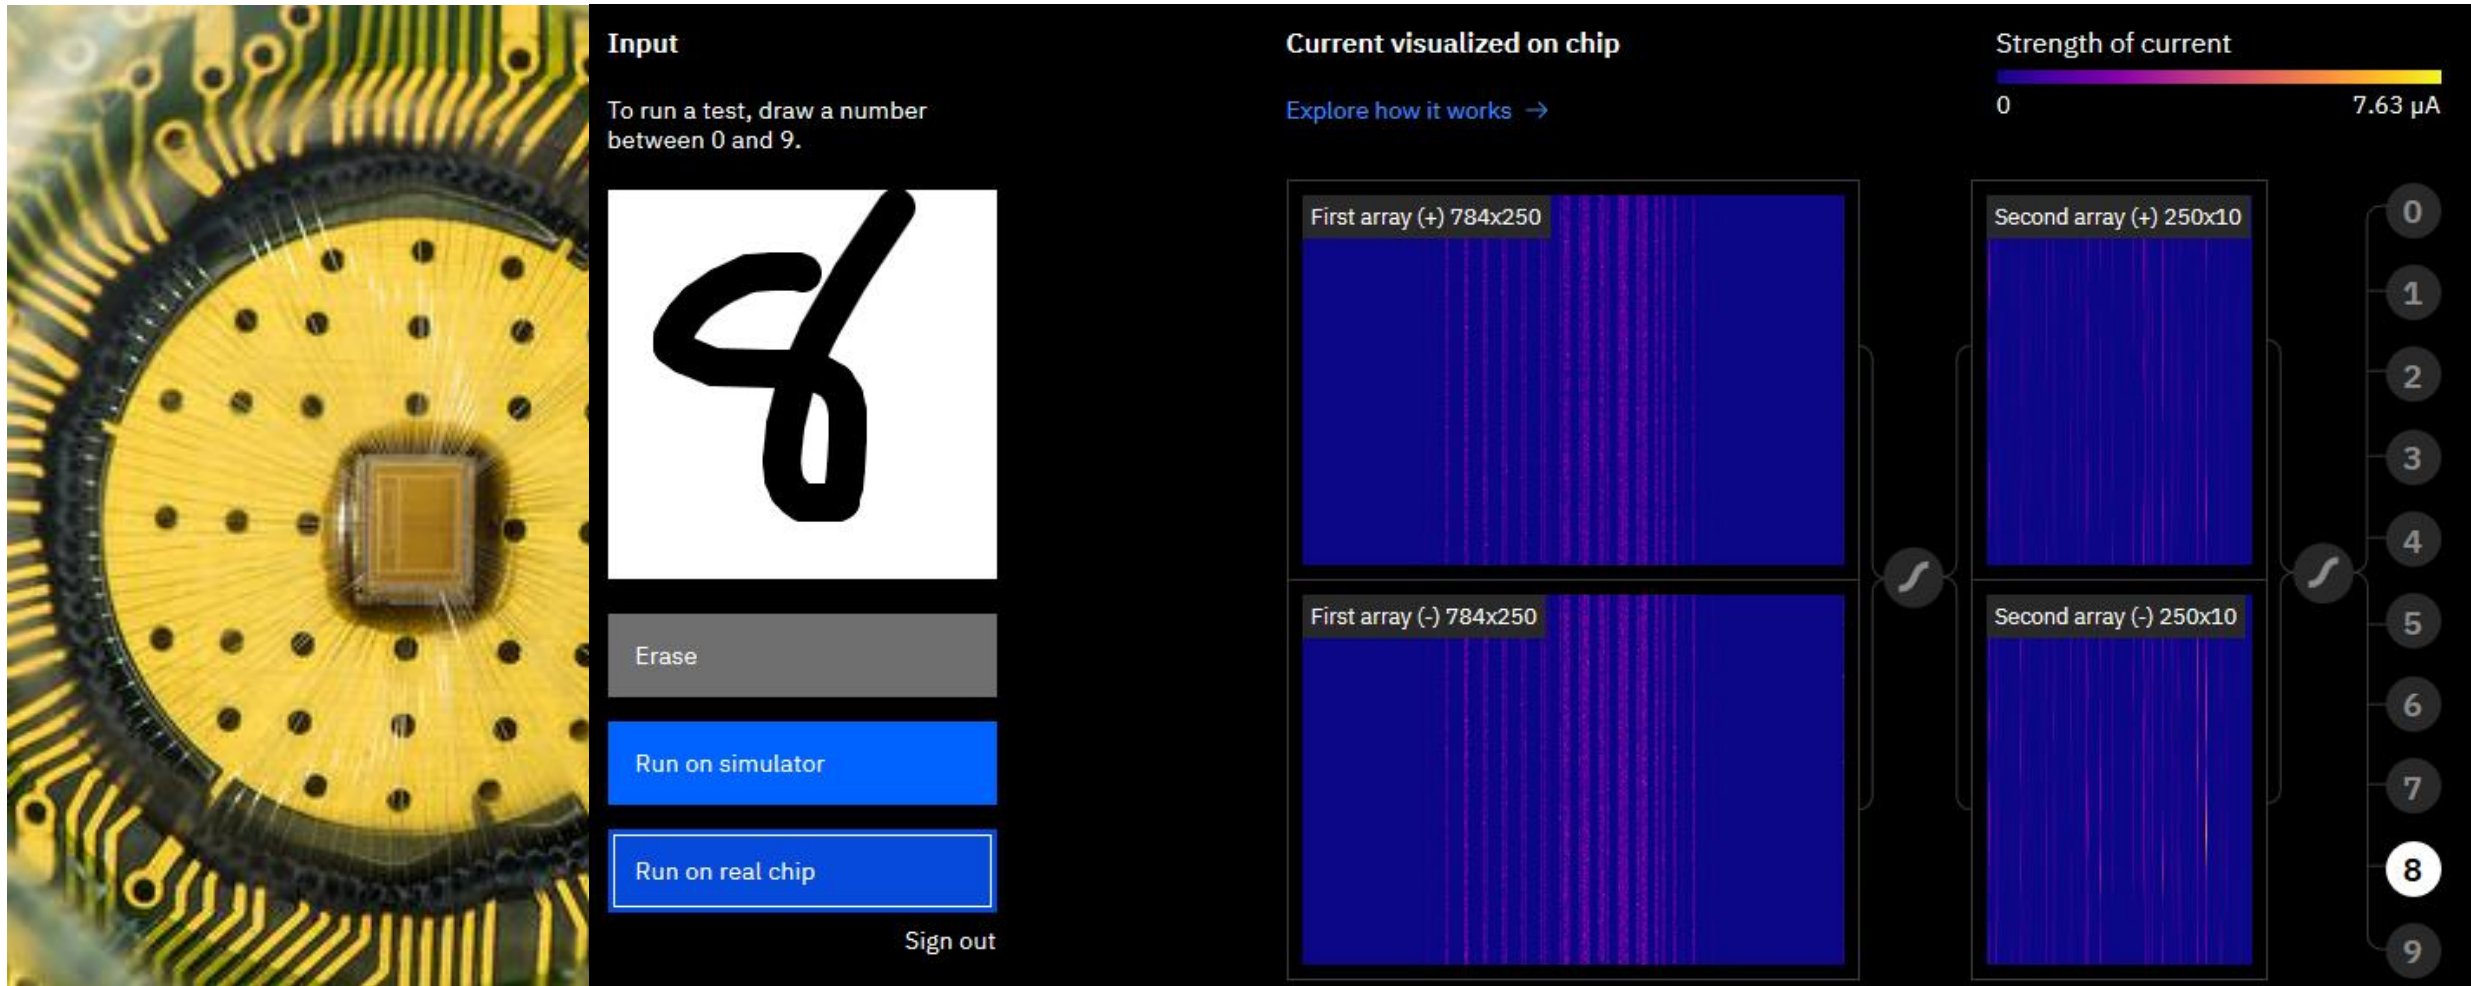 Input
To run a test, draw a number
between 0 and 9.
8
Erase
Run on simulator
Run on real chip
Sign out
Current visualized on chip
Explore how it works →
Strength of current
0 7.63 µA
First array (+) 784x250
First array (-) 784x250
Second array (+) 250x10
Second array (-) 250x10
0
1
2
3
4
5
6
7
8
9